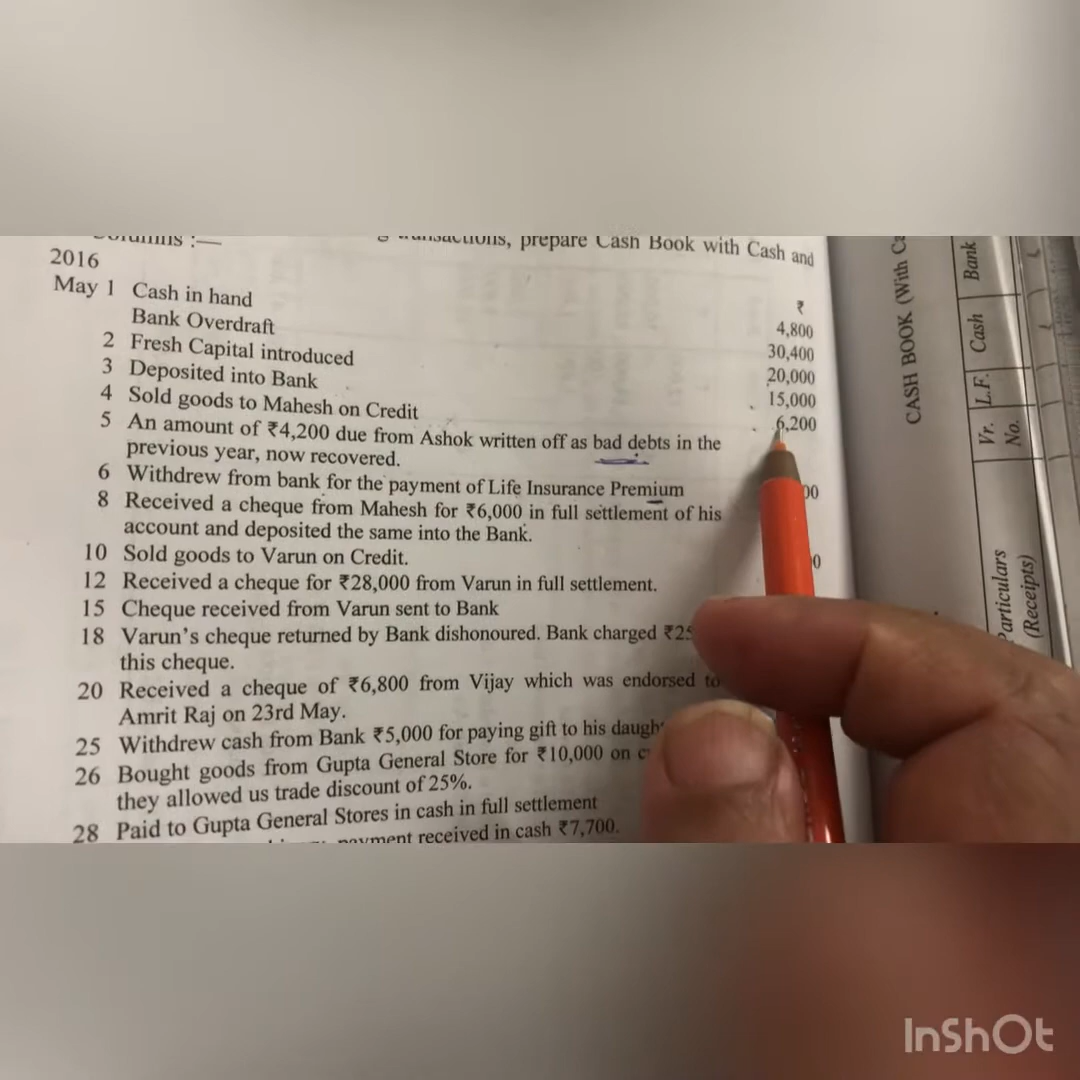 transactions, prepare Cash Book with Cash and
Columns :—
2016
₹
May 1 Cash in hand 4,800
Bank Overdraft 30,400
2 Fresh Capital introduced 20,000
3 Deposited into Bank 15,000
4 Sold goods to Mahesh on Credit 6,200
5 An amount of ₹4,200 due from Ashok written off as bad debts in the
previous year, now recovered.
6 Withdrew from bank for the payment of Life Insurance Premium 00
8 Received a cheque from Mahesh for ₹6,000 in full settlement of his
account and deposited the same into the Bank.
10 Sold goods to Varun on Credit. 0
12 Received a cheque for ₹28,000 from Varun in full settlement.
15 Cheque received from Varun sent to Bank
18 Varun's cheque returned by Bank dishonoured. Bank charged
this cheque.
20 Received a cheque of ₹6,800 from Vijay which was endorsed to
Amrit Raj on 23rd May.
25 Withdrew cash from Bank ₹5,000 for paying gift to his
26 Bought goods from Gupta General Store for ₹10,000 on
they allowed us trade discount of 25%.
28 Paid to Gupta General Stores in cash in full settlement
payment received in cash ₹7,700.
CASH BOOK (With
Particulars
(Receipts)
Vr.
No.
L.F.
Cash
Bank
InShOt